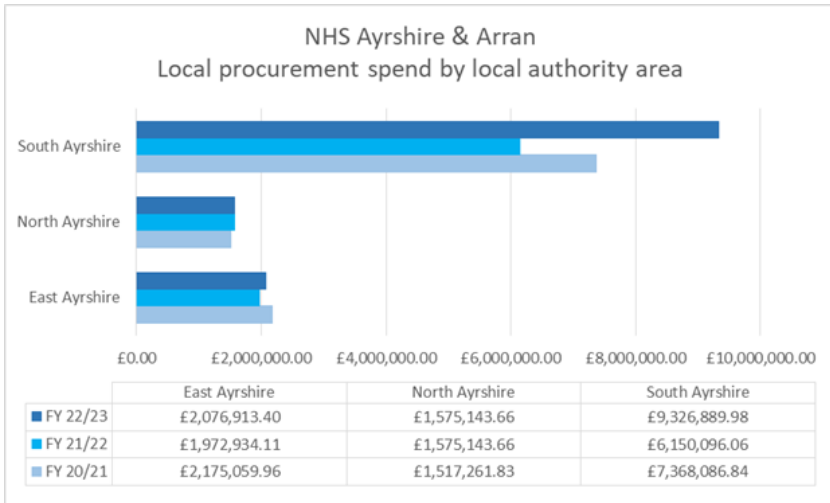 NHS Ayrshire & Arran
Local procurement spend by local authority area
South Ayrshire
North Ayrshire
East Ayrshire
£0.00 £2,000,000.00 £4,000,000.00 £6,000,000.00 £8,000,000.00 £10,000,000.00
East Ayrshire North Ayrshire South Ayrshire
FY 22/23 £2,076,913.40 £1,575,143.66 £9,326,889.98
FY 21/22 £1,972,934.11 £1,575,143.66 £6,150,096.06
FY 20/21 £2,175,059.96 £1,517,261.83 £7,368,086.84